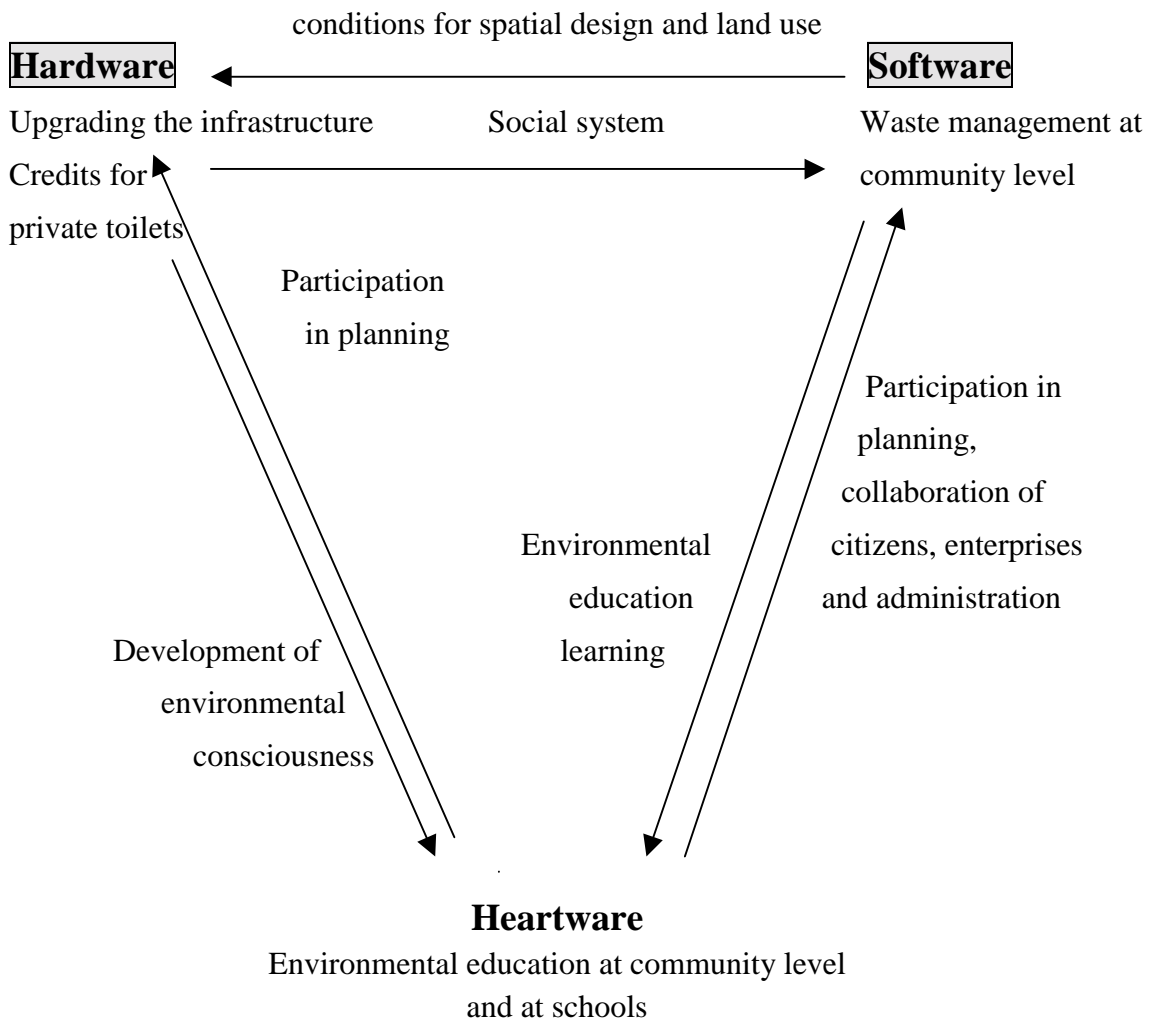 conditions for spatial design and land use
Hardware
Software
Upgrading the infrastructure
Credits for
private toilets
Social system
Waste management at
community level
Participation
in planning
Participation in
planning,
collaboration of
citizens, enterprises
and administration
Environmental
education
learning
Development of
environmental
consciousness
Heartware
Environmental education at community level
and at schools